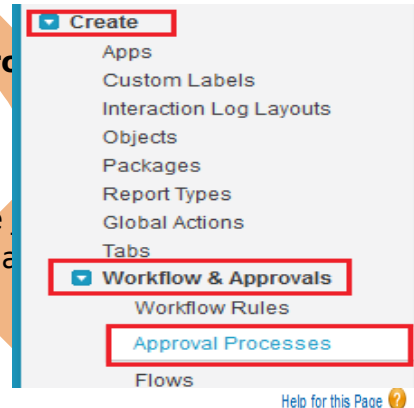 Create
Apps
Custom Labels
Interaction Log Layouts
Objects
Packages
Report Types
Global Actions
Tabs
Workflow & Approvals
Workflow Rules
Approval Processes
Flows
Help for this Page